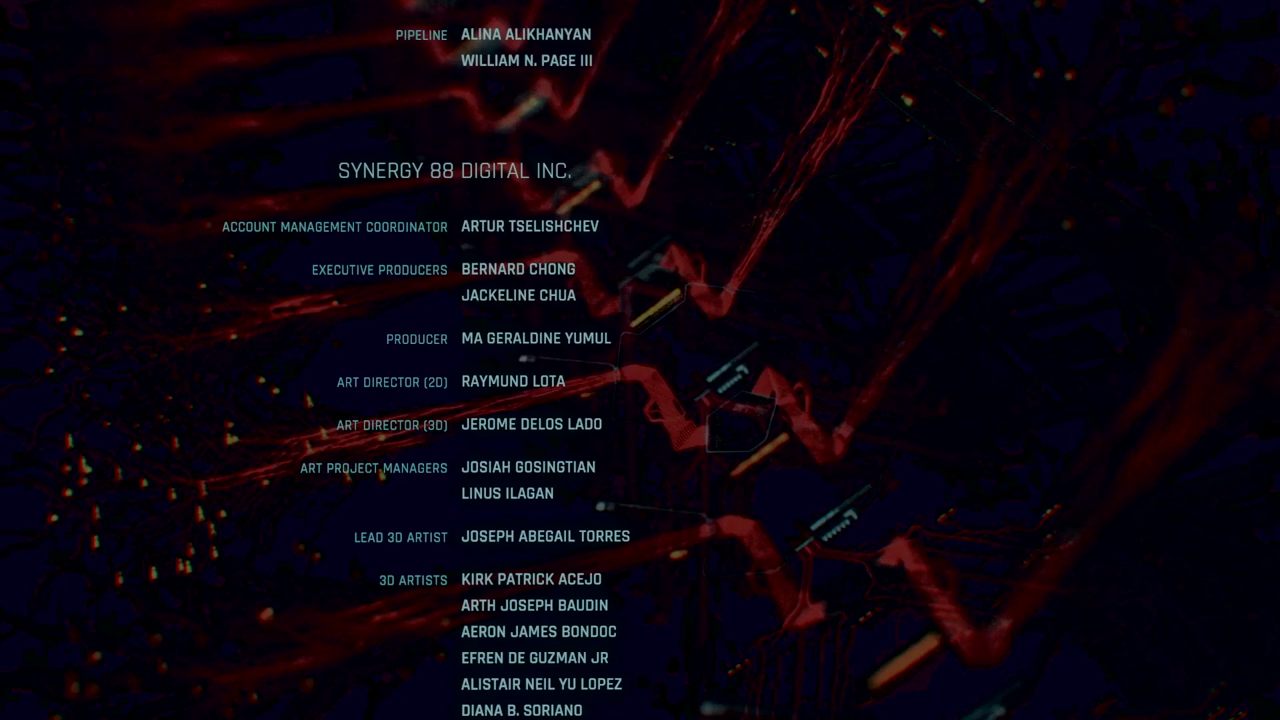 PIPELINE ALINA ALIKHANYAN
WILLIAM N. PAGE III
SYNERGY 88 DIGITAL INC.
ACCOUNT MANAGEMENT COORDINATOR ARTUR TSELISHCHEV
EXECUTIVE PRODUCERS BERNARD CHONG
JACKELINE CHUA
PRODUCER MA GERALDINE YUMUL
ART DIRECTOR (2D) RAYMUND LOTA
ART DIRECTOR (3D) JEROME DELOS LADO
ART PROJECT MANAGERS JOSIAH GOSINGTIAN
LINUS ILAGAN
LEAD 3D ARTIST JOSEPH ABEGAIL TORRES
3D ARTISTS KIRK PATRICK ACEJO
ARTH JOSEPH BAUDIN
AERON JAMES BONDOC
EFREN DE GUZMAN JR
ALISTAIR NEIL YU LOPEZ
DIANA B. SORIANO